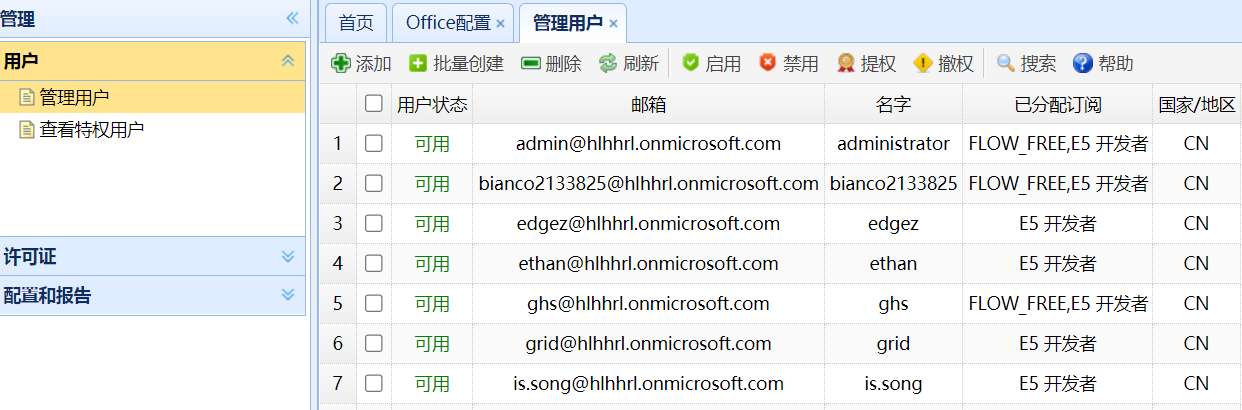 管理
用户
管理用户
查看特权用户
许可证
配置和报告
首页 Office配置 管理用户
添加 批量创建 删除 刷新 启用 禁用 提权 撤权 搜索 帮助
用户状态 邮箱 名字 已分配订阅 国家/地区
1 可用 admin@hlhhrl.onmicrosoft.com administrator FLOW_FREE,E5 开发者 CN
2 可用 bianco2133825@hlhhrl.onmicrosoft.com bianco2133825 FLOW_FREE,E5 开发者 CN
3 可用 edgez@hlhhrl.onmicrosoft.com edgez E5 开发者 CN
4 可用 ethan@hlhhrl.onmicrosoft.com ethan E5 开发者 CN
5 可用 ghs@hlhhrl.onmicrosoft.com ghs FLOW_FREE,E5 开发者 CN
6 可用 grid@hlhhrl.onmicrosoft.com grid E5 开发者 CN
7 可用 is.song@hlhhrl.onmicrosoft.com is.song E5 开发者 CN